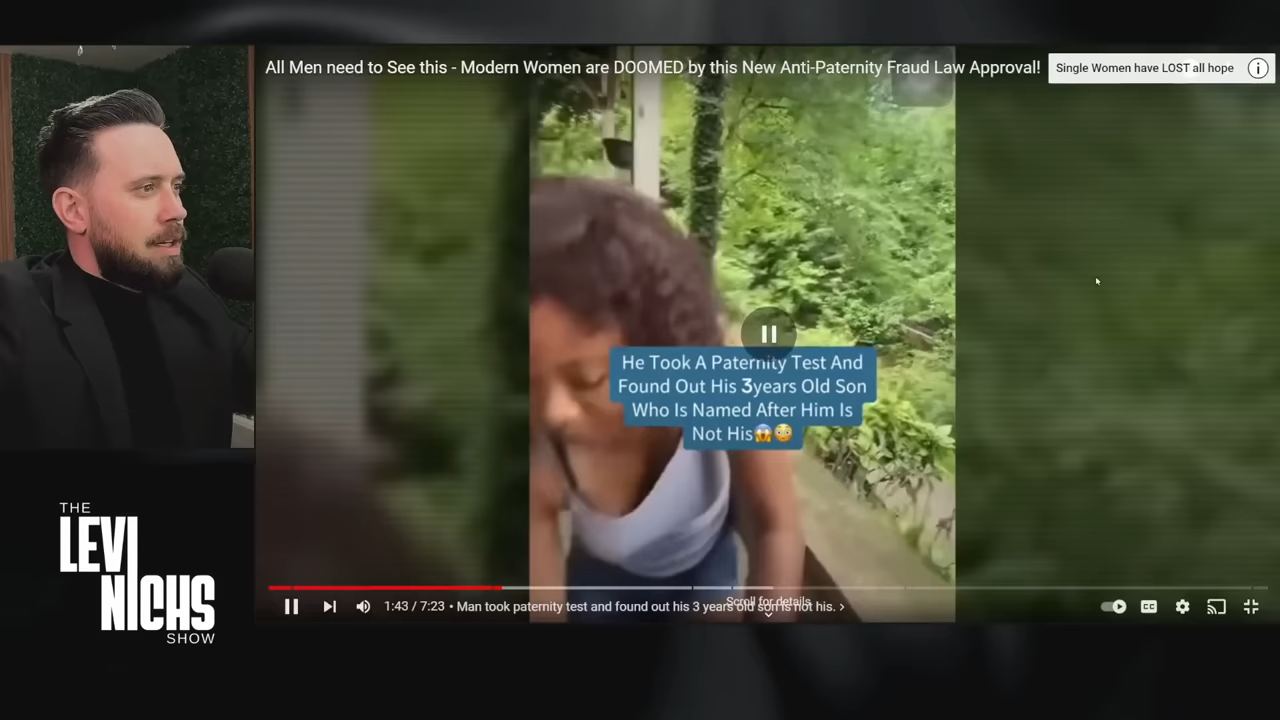 All Men need to See this - Modern Women are DOOMED by this New Anti-Paternity Fraud Law Approval!
Single Women have LOST all hope
He Took A Paternity Test And
Found Out His 3years Old Son
Who Is Named After Him Is
Not His😱😳
Scroll for details
1:43 / 7:23 • Man took paternity test and found out his 3 years old son is not his. ›
CC
THE
LEVI
NICHS
SHOW